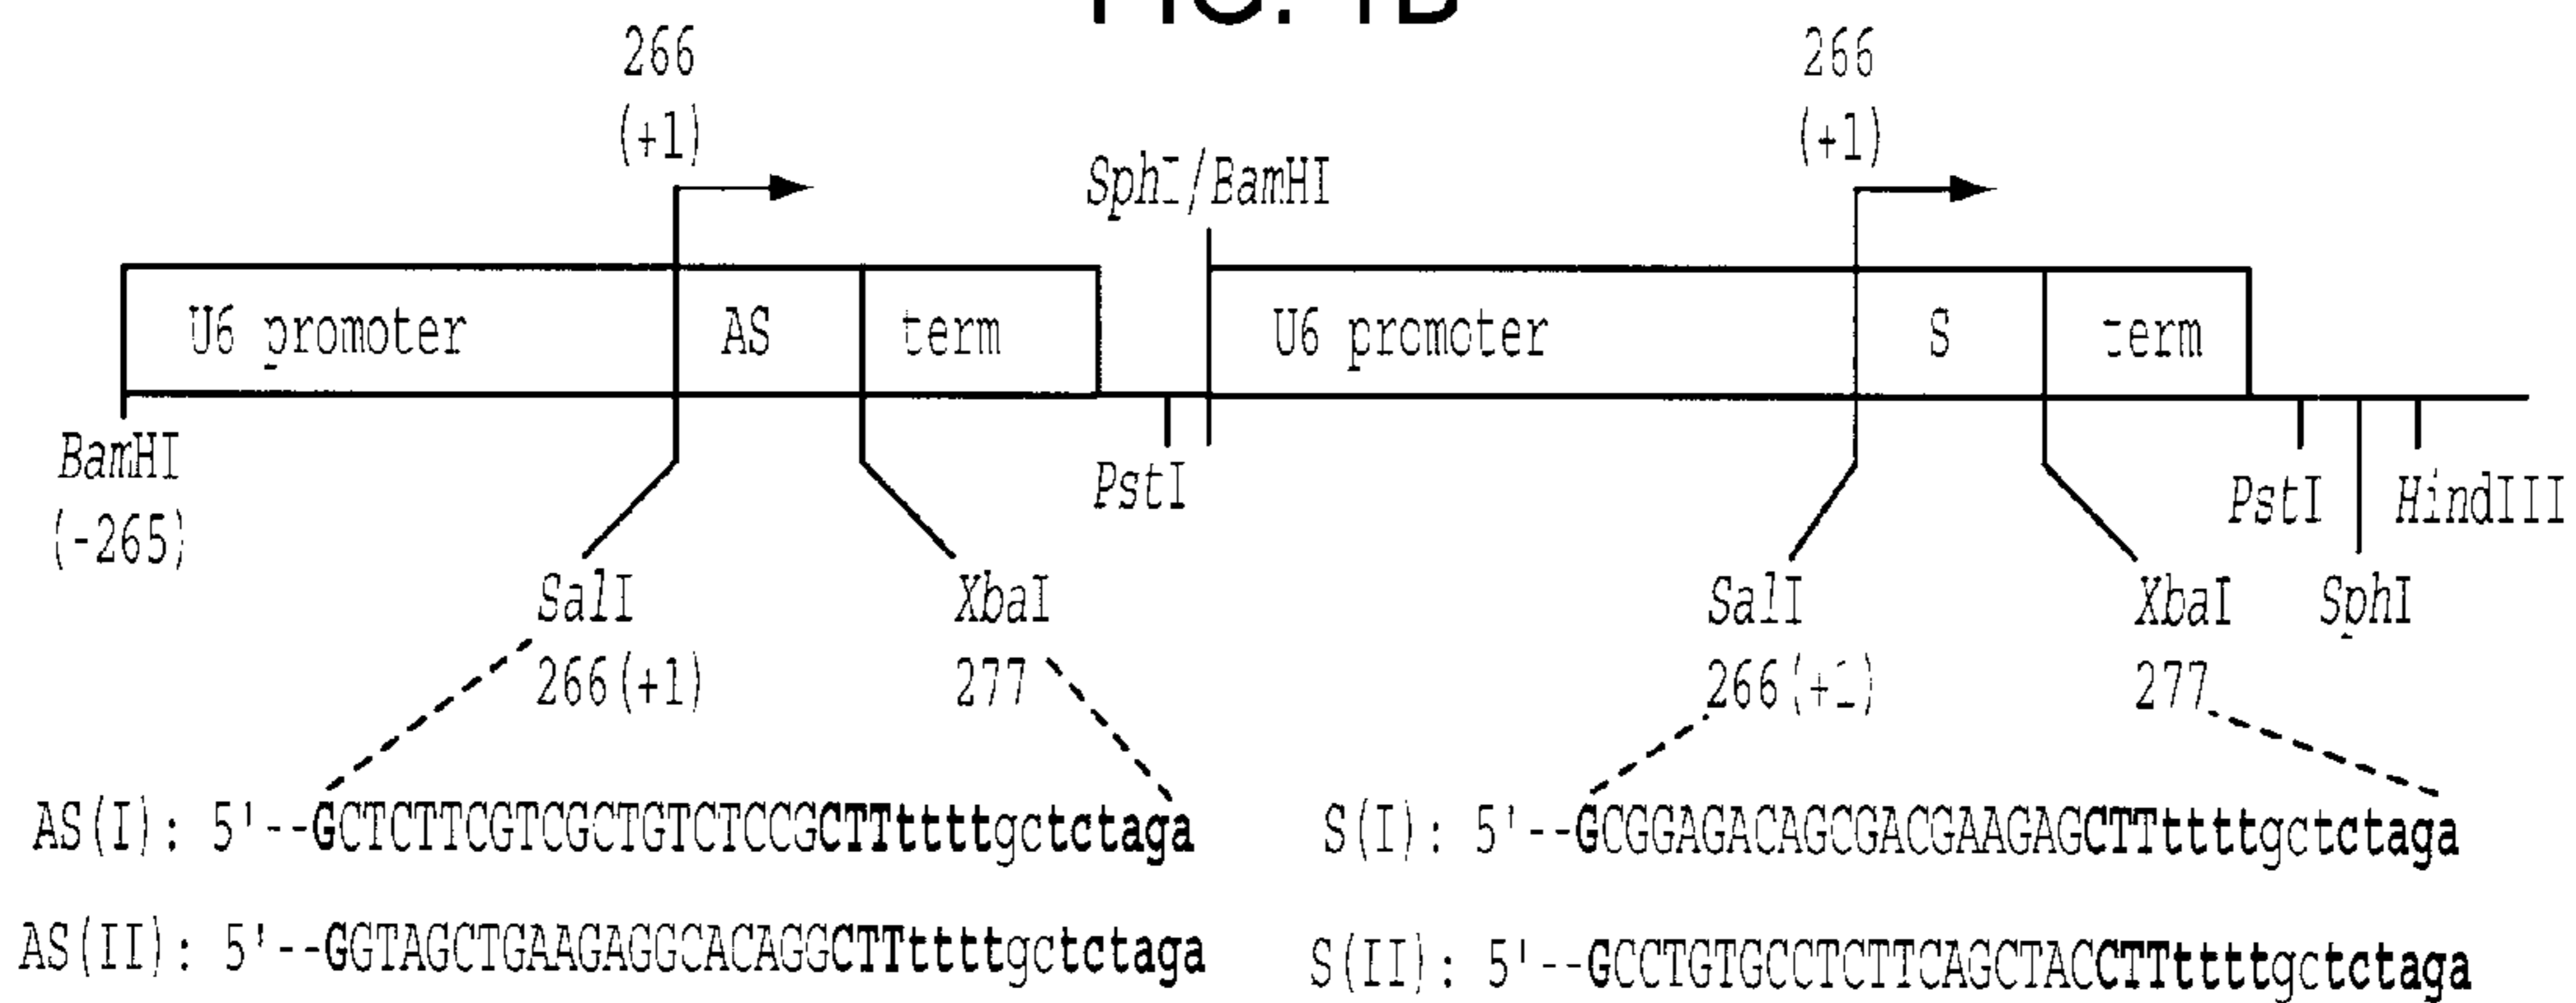 FIG. 1B
266
(+1)
266
(+1)
SphI/BamHI
U6 promoter
AS
term
U6 promoter
S
term
BamHI
(-265)
PstI
PstI
HindIII
SalI
266(+1)
XbaI
277
SalI
266(+1)
XbaI
277
SphI
AS(I): 5'--GCTCTTCGTCGCTGTCTCCGCTTttttgctctaga
S(I): 5'--GCGGAGACAGCGACGAAGAGCTTttttgctctaga
AS(II): 5'--GGTAGCTGAAGAGGCACAGGCTTttttgctctaga
S(II): 5'--GCCTGTGCCTCTTCAGCTACCTTttttgctctaga